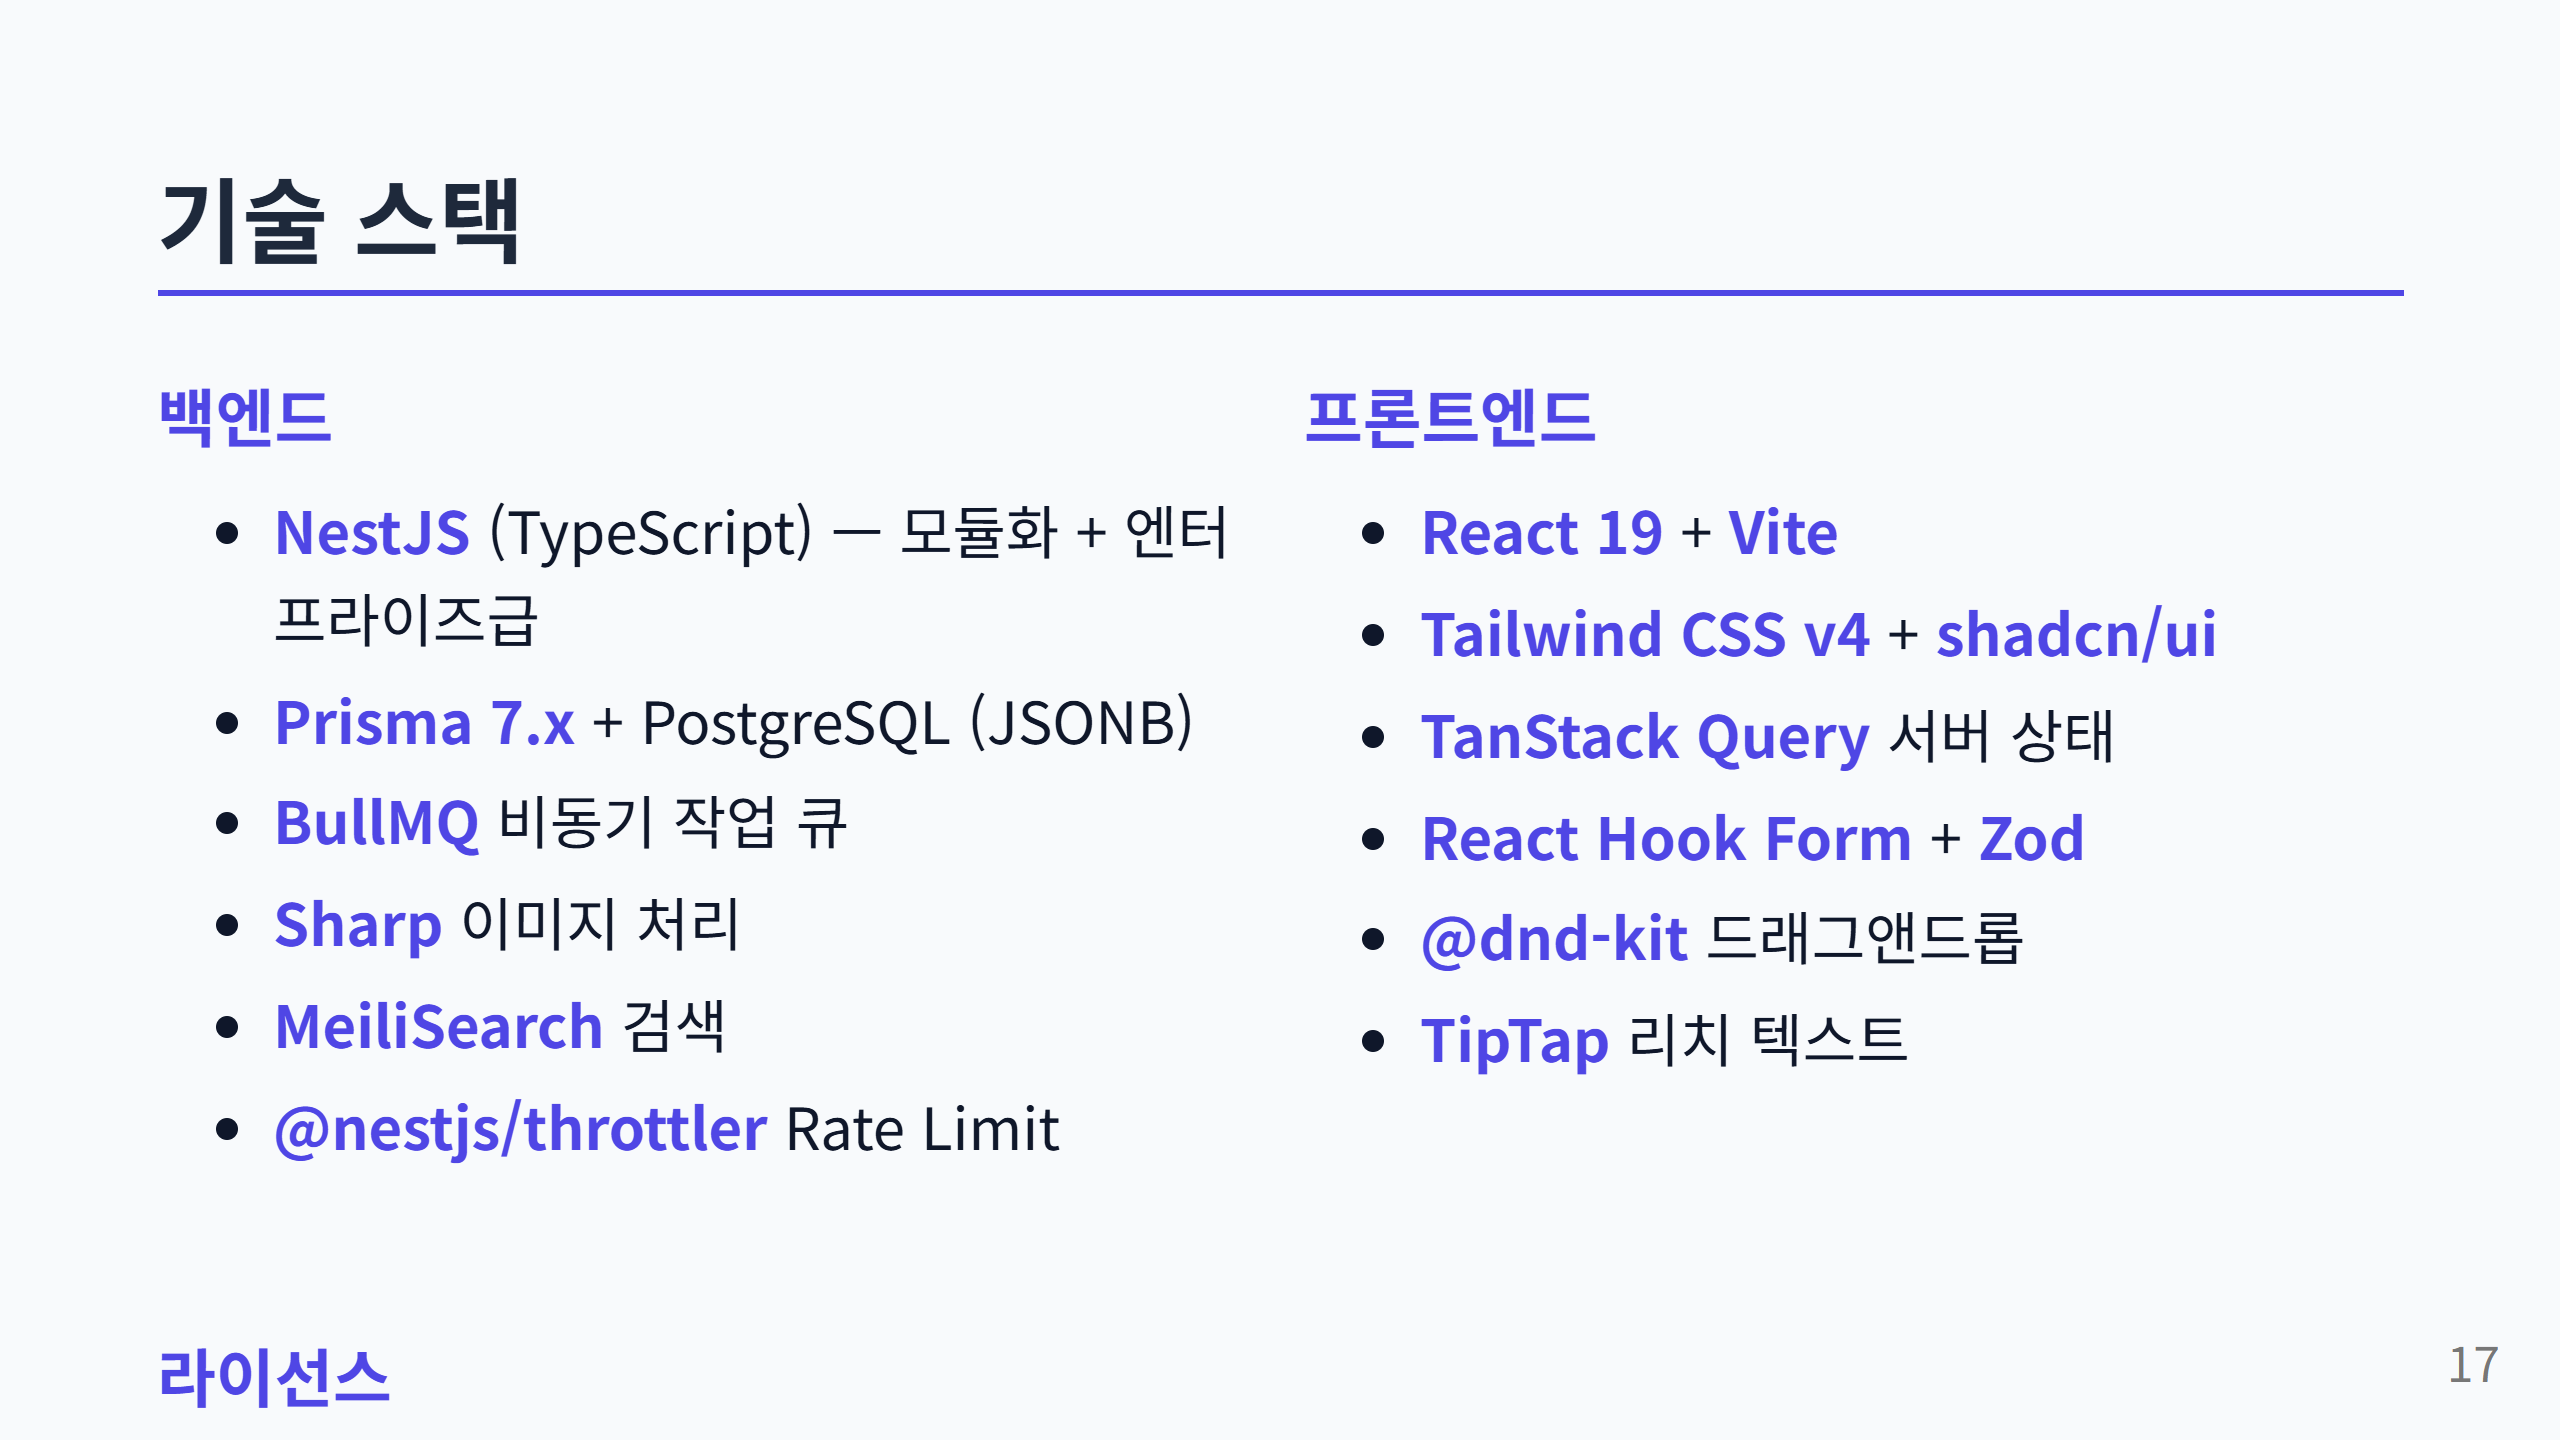 기술 스택
백엔드
NestJS (TypeScript) — 모듈화 + 엔터
프라이즈급
Prisma 7.x + PostgreSQL (JSONB)
BullMQ 비동기 작업 큐
Sharp 이미지 처리
MeiliSearch 검색
@nestjs/throttler Rate Limit
프론트엔드
React 19 + Vite
Tailwind CSS v4 + shadcn/ui
TanStack Query 서버 상태
React Hook Form + Zod
@dnd-kit 드래그앤드롭
TipTap 리치 텍스트
라이선스
17